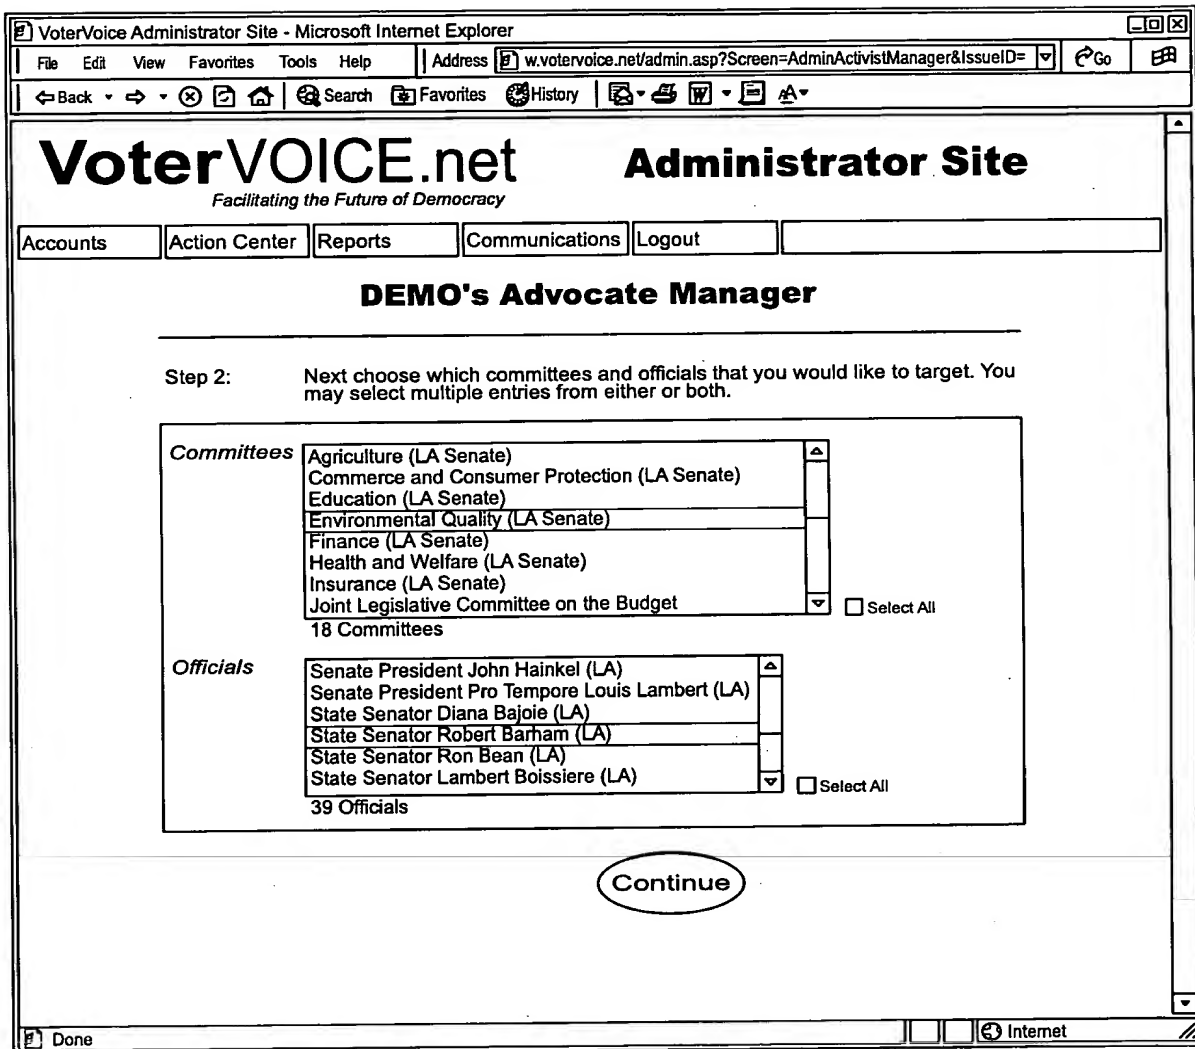 VoterVoice Administrator Site - Microsoft Internet Explorer
File Edit View Favorites Tools Help Address w.votervoice.net/admin.asp?Screen=AdminActivistManager&IssueID= Go
Back Search Favorites History
VoterVOICE.net Administrator Site
Facilitating the Future of Democracy
Accounts Action Center Reports Communications Logout
DEMO's Advocate Manager
Step 2: Next choose which committees and officials that you would like to target. You
may select multiple entries from either or both.
Committees Agriculture (LA Senate)
Commerce and Consumer Protection (LA Senate)
Education (LA Senate)
Environmental Quality (LA Senate)
Finance (LA Senate)
Health and Welfare (LA Senate)
Insurance (LA Senate)
Joint Legislative Committee on the Budget Select All
18 Committees
Officials Senate President John Hainkel (LA)
Senate President Pro Tempore Louis Lambert (LA)
State Senator Diana Bajoie (LA)
State Senator Robert Barham (LA)
State Senator Ron Bean (LA)
State Senator Lambert Boissiere (LA) Select All
39 Officials
Continue
Done Internet